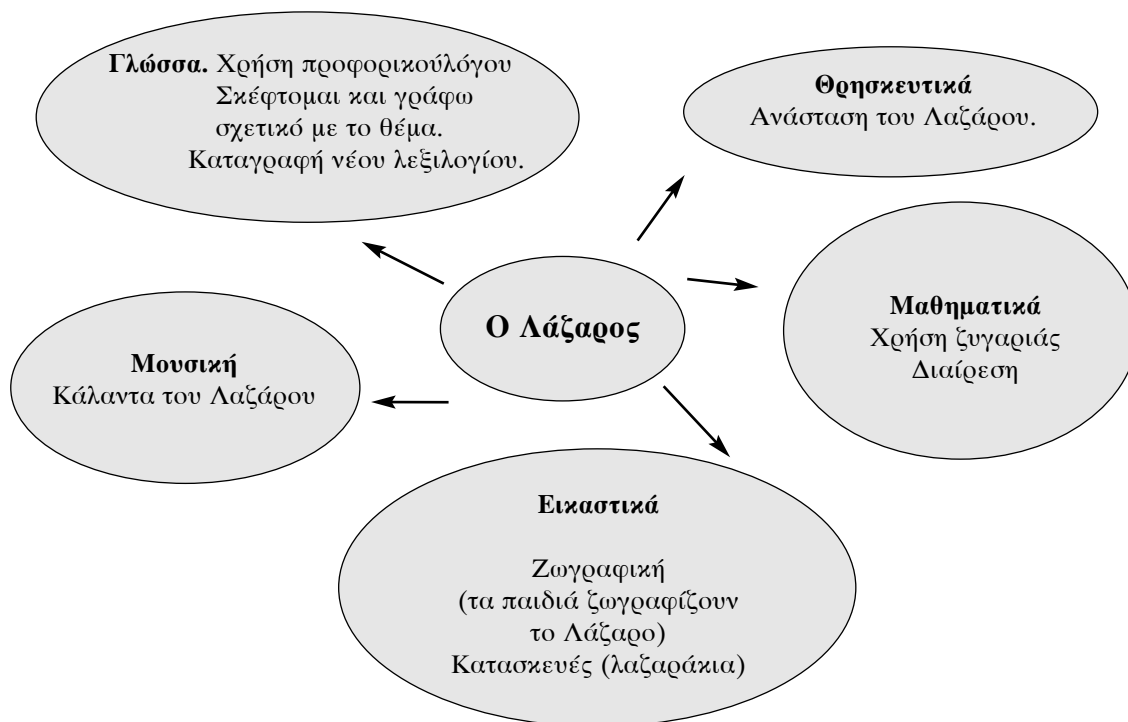 Γλώσσα. Χρήση προφορικούλόγου
Σκέφτομαι και γράφω
σχετικό με το θέμα.
Καταγραφή νέου λεξιλογίου.
Θρησκευτικά
Ανάσταση του Λαζάρου.
Ο Λάζαρος
Μαθηματικά
Χρήση ζυγαριάς
Διαίρεση
Μουσική
Κάλαντα του Λαζάρου
Εικαστικά
Ζωγραφική
(τα παιδιά ζωγραφίζουν
το Λάζαρο)
Κατασκευές (λαζαράκια)